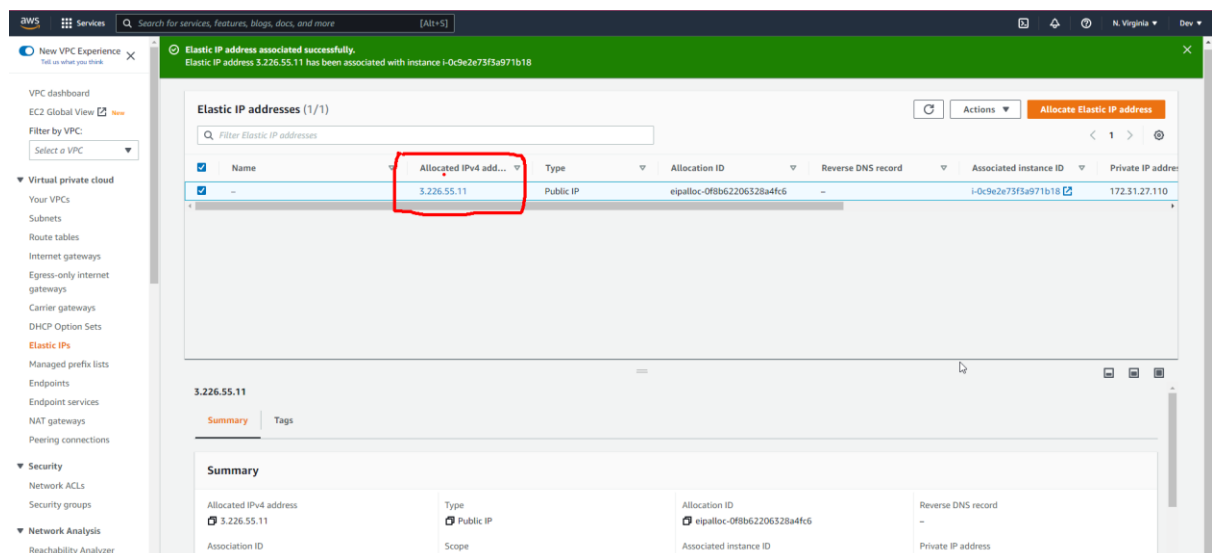 aws
Services
Search for services, features, blogs, docs, and more
[Alt+S]
N. Virginia
Dev
New VPC Experience
Tell us what you think
VPC dashboard
EC2 Global View New
Filter by VPC:
Select a VPC
Virtual private cloud
Your VPCs
Subnets
Route tables
Internet gateways
Egress-only internet
gateways
Carrier gateways
DHCP Option Sets
Elastic IPs
Managed prefix lists
Endpoints
Endpoint services
NAT gateways
Peering connections
Security
Network ACLs
Security groups
Network Analysis
Reachability Analyzer
Elastic IP address associated successfully.
Elastic IP address 3.226.55.11 has been associated with instance i-0c9e2e73f3a971b18
Elastic IP addresses (1/1)
Actions
Allocate Elastic IP address
Filter Elastic IP addresses
1
Name Allocated IPv4 add... Type Allocation ID Reverse DNS record Associated instance ID Private IP addres
– 3.226.55.11 Public IP eipalloc-0f8b62206328a4fc6 – i-0c9e2e73f3a971b18 172.31.27.110
3.226.55.11
Summary Tags
Summary
Allocated IPv4 address Type Allocation ID Reverse DNS record
3.226.55.11 Public IP eipalloc-0f8b62206328a4fc6 –
Association ID Scope Associated instance ID Private IP address